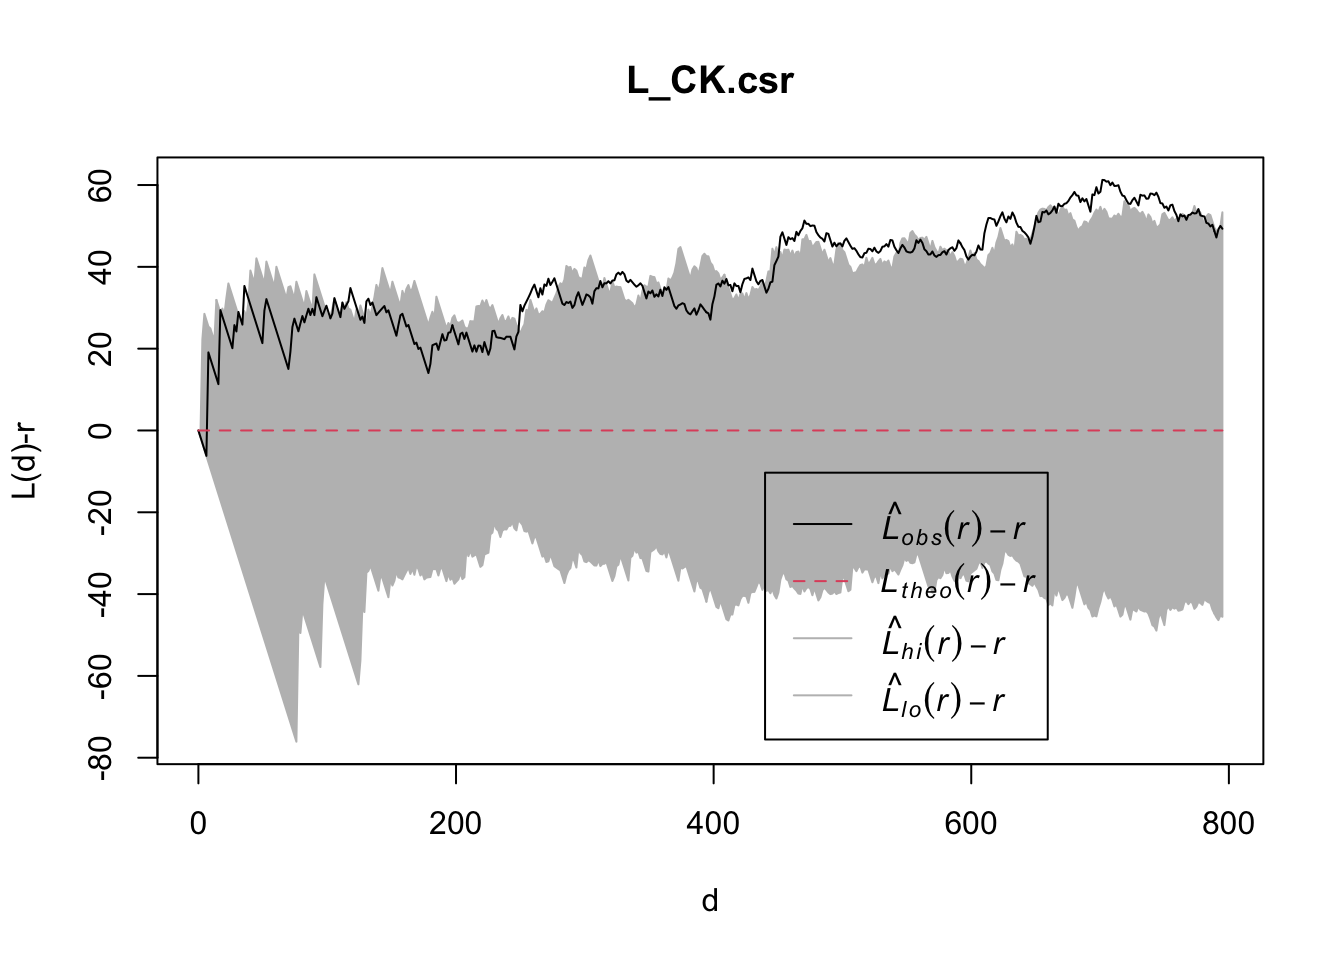 L_CK.csr
L(d)-r
60
40
20
0
-20
-40
-60
-80
L̂obs(r) − r
Ltheo(r) − r
L̂hi(r) − r
L̂lo(r) − r
0 200 400 600 800
d